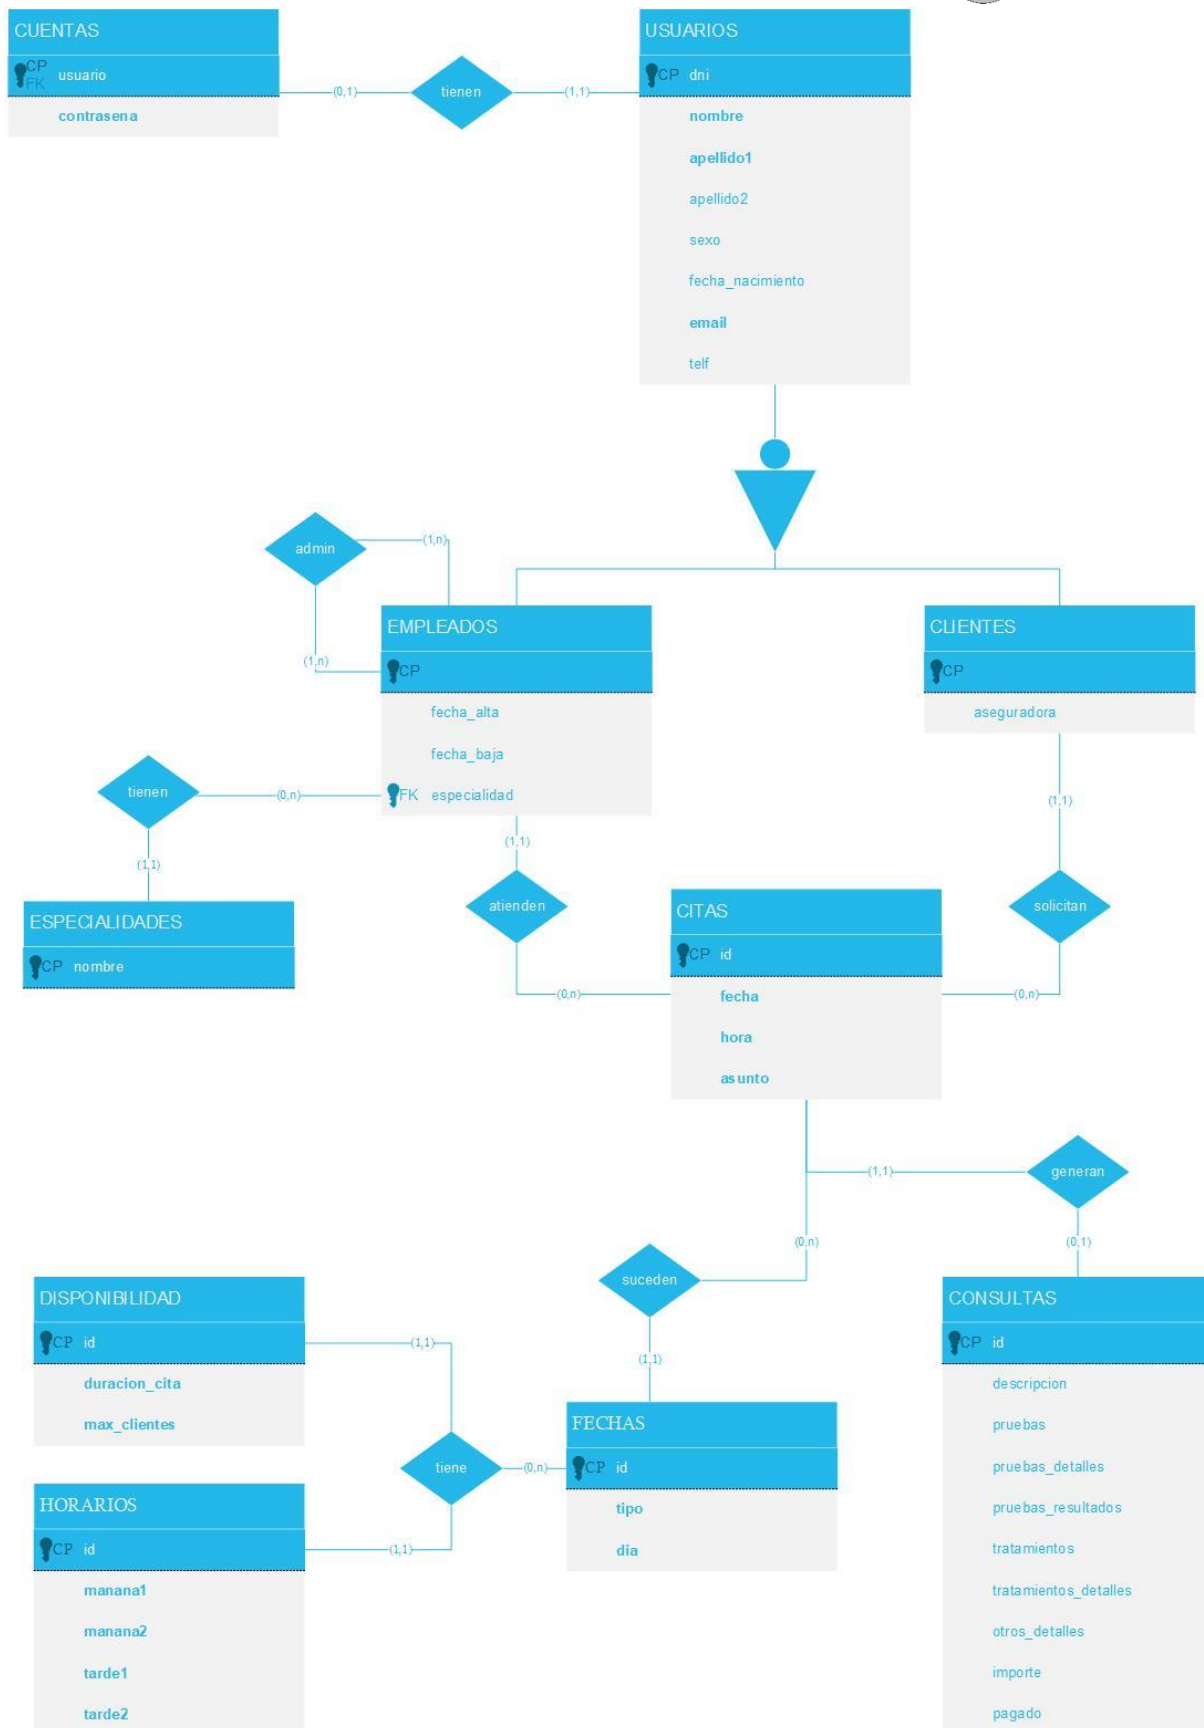 CUENTAS
CP
FK
usuario
contrasena
(0,1)
tienen
(1,1)
USUARIOS
CP dni
nombre
apellido1
apellido2
sexo
fecha_nacimiento
email
telf
admin
(1,n)
(1,n)
EMPLEADOS
CP
fecha_alta
fecha_baja
FK especialidad
CLIENTES
CP
aseguradora
tienen
(0,n)
(1,1)
(1,1)
(1,1)
ESPECIALIDADES
CP nombre
atienden
(0,n)
CITAS
CP id
fecha
hora
asunto
solicitan
(0,n)
(1,1)
generan
(0,1)
(0,n)
suceden
(1,1)
DISPONIBILIDAD
CP id
duracion_cita
max_clientes
(1,1)
tiene
(0,n)
(1,1)
FECHAS
CP id
tipo
dia
HORARIOS
CP id
manana1
manana2
tarde1
tarde2
CONSULTAS
CP id
descripcion
pruebas
pruebas_detalles
pruebas_resultados
tratamientos
tratamientos_detalles
otros_detalles
importe
pagado